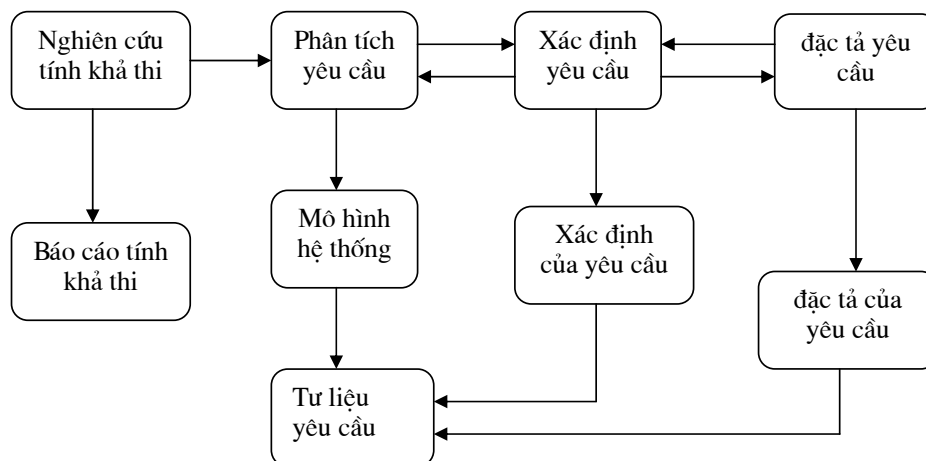 Nghiên cứu
tính khả thi
Phân tích
yêu cầu
Xác định
yêu cầu
đặc tả yêu
cầu
Báo cáo tính
khả thi
Mô hình
hệ thống
Xác định
của yêu cầu
đặc tả của
yêu cầu
Tư liệu
yêu cầu